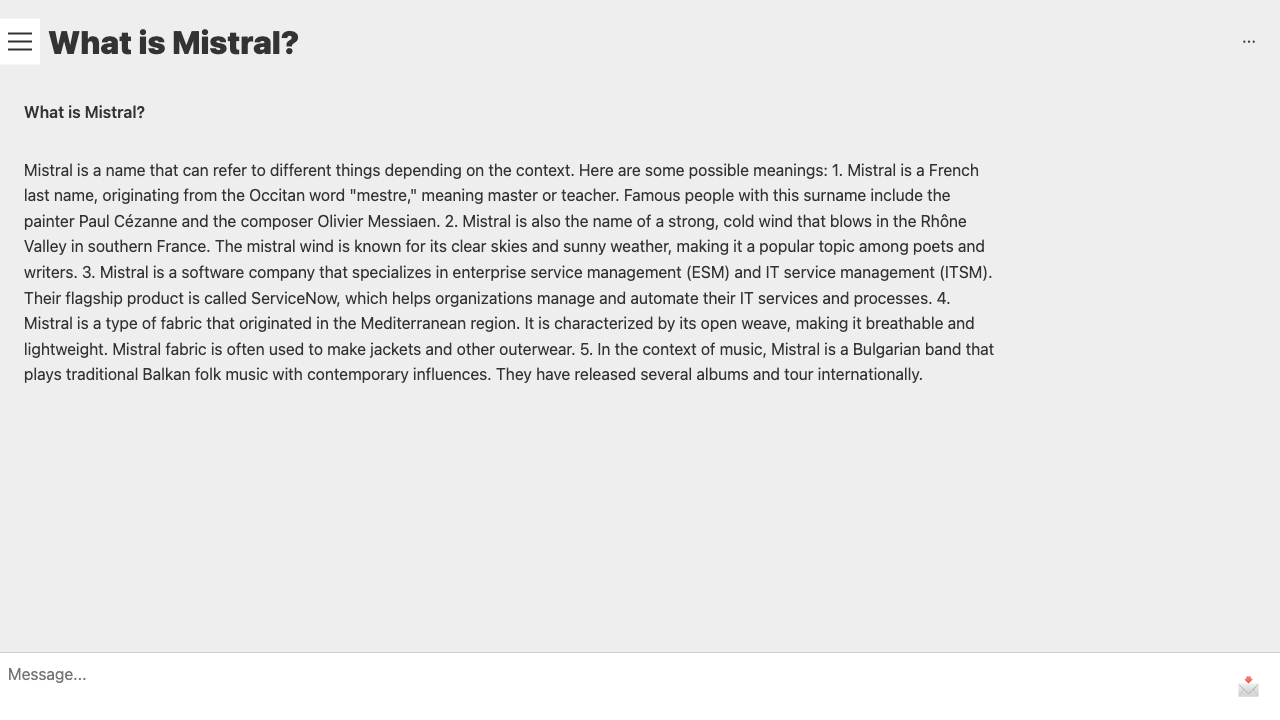 What is Mistral?
...
What is Mistral?
Mistral is a name that can refer to different things depending on the context. Here are some possible meanings: 1. Mistral is a French
last name, originating from the Occitan word "mestre," meaning master or teacher. Famous people with this surname include the
painter Paul Cézanne and the composer Olivier Messiaen. 2. Mistral is also the name of a strong, cold wind that blows in the Rhône
Valley in southern France. The mistral wind is known for its clear skies and sunny weather, making it a popular topic among poets and
writers. 3. Mistral is a software company that specializes in enterprise service management (ESM) and IT service management (ITSM).
Their flagship product is called ServiceNow, which helps organizations manage and automate their IT services and processes. 4.
Mistral is a type of fabric that originated in the Mediterranean region. It is characterized by its open weave, making it breathable and
lightweight. Mistral fabric is often used to make jackets and other outerwear. 5. In the context of music, Mistral is a Bulgarian band that
plays traditional Balkan folk music with contemporary influences. They have released several albums and tour internationally.
Message...